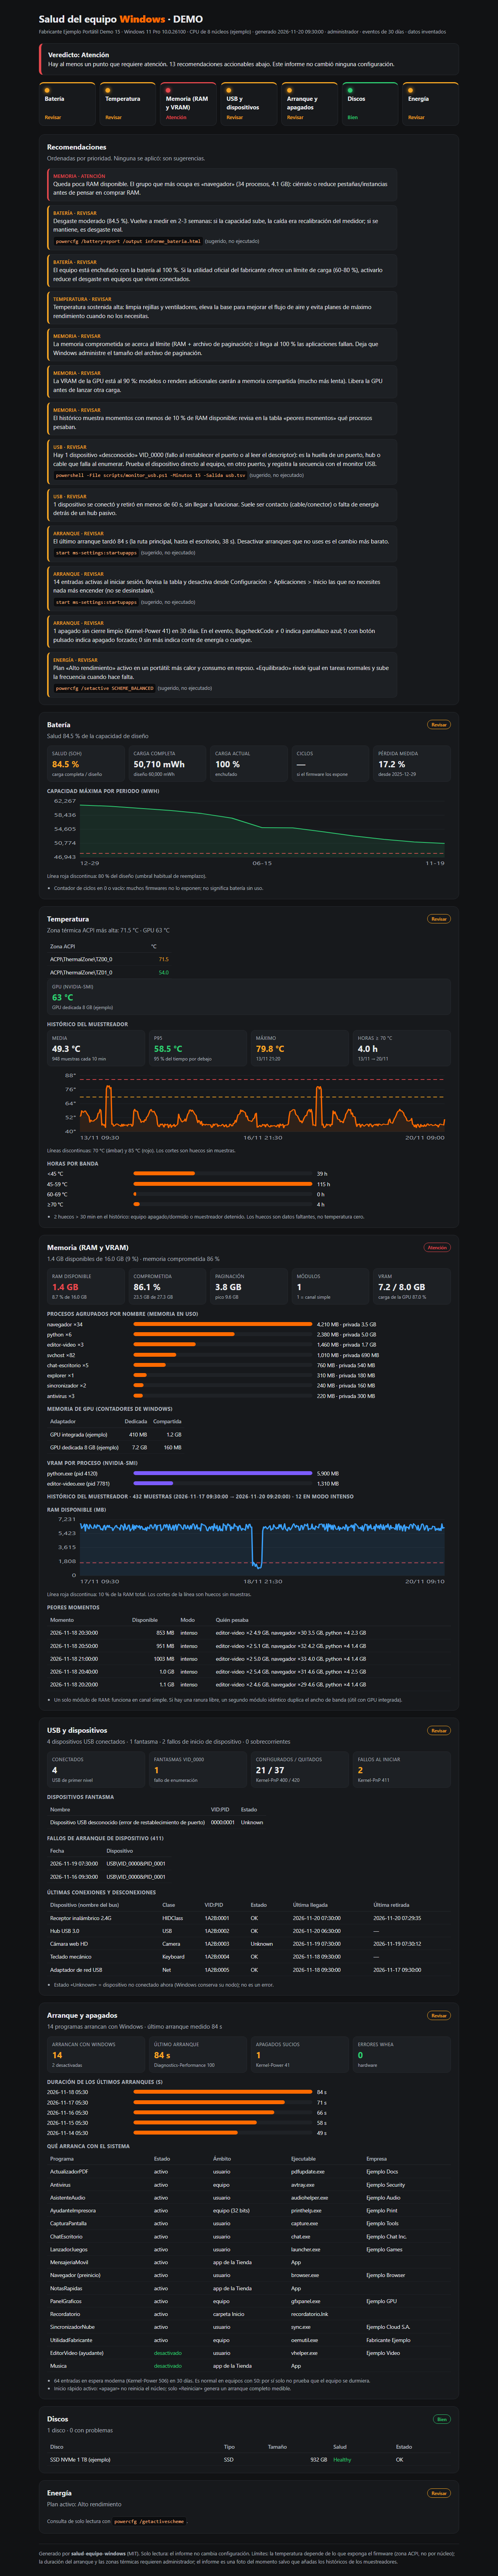 Salud del equipo Windows · DEMO
Fabricante Ejemplo Portátil Demo 15 · Windows 11 Pro 10.0.26100 · CPU de 8 núcleos (ejemplo) · generado 2026-11-20 09:30:00 · administrador · eventos de 30 días · datos inventados
Veredicto: Atención
Hay al menos un punto que requiere atención. 13 recomendaciones accionables abajo. Este informe no cambió ninguna configuración.
Batería
Revisar
Temperatura
Revisar
Memoria (RAM y VRAM)
Atención
USB y dispositivos
Revisar
Arranque y apagados
Revisar
Discos
Bien
Energía
Revisar
Recomendaciones
Ordenadas por prioridad. Ninguna se aplicó: son sugerencias.
MEMORIA · ATENCIÓN
Queda poca RAM disponible. El grupo que más ocupa es «navegador» (34 procesos, 4.1 GB): ciérralo o reduce pestañas/instancias
antes de pensar en comprar RAM.
BATERÍA · REVISAR
Desgaste moderado (84.5 %). Vuelve a medir en 2-3 semanas: si la capacidad sube, la caída era recalibración del medidor; si se
mantiene, es desgaste real.
powercfg /batteryreport /output informe_bateria.html (sugerido, no ejecutado)
BATERÍA · REVISAR
El equipo está enchufado con la batería al 100 %. Si la utilidad oficial del fabricante ofrece un límite de carga (60-80 %), activarlo
reduce el desgaste en equipos que viven conectados.
TEMPERATURA · REVISAR
Temperatura sostenida alta: limpia rejillas y ventiladores, eleva la base para mejorar el flujo de aire y evita planes de máximo
rendimiento cuando no los necesitas.
MEMORIA · REVISAR
La memoria comprometida se acerca al límite (RAM + archivo de paginación): si llega al 100 % las aplicaciones fallan. Deja que
Windows administre el tamaño del archivo de paginación.
MEMORIA · REVISAR
La VRAM de la GPU está al 90 %: modelos o renders adicionales caerán a memoria compartida (mucho más lenta). Libera la GPU
antes de lanzar otra carga.
MEMORIA · REVISAR
El histórico muestra momentos con menos de 10 % de RAM disponible: revisa en la tabla «peores momentos» qué procesos
pesaban.
USB · REVISAR
Hay 1 dispositivo «desconocido» VID_0000 (fallo al restablecer el puerto o al leer el descriptor): es la huella de un puerto, hub o
cable que falla al enumerar. Prueba el dispositivo directo al equipo, en otro puerto, y registra la secuencia con el monitor USB.
powershell -File scripts/monitor_usb.ps1 -Minutos 15 -Salida usb.tsv (sugerido, no ejecutado)
USB · REVISAR
1 dispositivo se conectó y retiró en menos de 60 s, sin llegar a funcionar. Suele ser contacto (cable/conector) o falta de energía
detrás de un hub pasivo.
ARRANQUE · REVISAR
El último arranque tardó 84 s (la ruta principal, hasta el escritorio, 38 s). Desactivar arranques que no uses es el cambio más barato.
start ms-settings:startupapps (sugerido, no ejecutado)
ARRANQUE · REVISAR
14 entradas activas al iniciar sesión. Revisa la tabla y desactiva desde Configuración > Aplicaciones > Inicio las que no necesites
nada más encender (no se desinstalan).
start ms-settings:startupapps (sugerido, no ejecutado)
ARRANQUE · REVISAR
1 apagado sin cierre limpio (Kernel-Power 41) en 30 días. En el evento, BugcheckCode ≠ 0 indica pantallazo azul; 0 con botón
pulsado indica apagado forzado; 0 sin más indica corte de energía o cuelgue.
ENERGÍA · REVISAR
Plan «Alto rendimiento» activo en un portátil: más calor y consumo en reposo. «Equilibrado» rinde igual en tareas normales y sube
la frecuencia cuando hace falta.
powercfg /setactive SCHEME_BALANCED (sugerido, no ejecutado)
Batería
Revisar
Salud 84.5 % de la capacidad de diseño
SALUD (SOH)
84.5 %
carga completa / diseño
CARGA COMPLETA
50,710 mWh
diseño 60,000 mWh
CARGA ACTUAL
100 %
enchufado
CICLOS
—
si el firmware los expone
PÉRDIDA MEDIDA
17.2 %
desde 2025-12-29
CAPACIDAD MÁXIMA POR PERIODO (MWH)
62,267
58,436
54,605
50,774
46,943
12-29 06-15 11-19
Línea roja discontinua: 80 % del diseño (umbral habitual de reemplazo).
• Contador de ciclos en 0 o vacío: muchos firmwares no lo exponen; no significa batería sin uso.
Temperatura
Revisar
Zona térmica ACPI más alta: 71.5 °C · GPU 63 °C
Zona ACPI °C
ACPI\ThermalZone\TZ00_0 71.5
ACPI\ThermalZone\TZ01_0 54.0
GPU (NVIDIA-SMI)
63 °C
GPU dedicada 8 GB (ejemplo)
HISTÓRICO DEL MUESTREADOR
MEDIA
49.3 °C
948 muestras cada 10 min
P95
58.5 °C
95 % del tiempo por debajo
MÁXIMO
79.8 °C
13/11 21:20
HORAS ≥ 70 °C
4.0 h
13/11 → 20/11
88°
76°
64°
52°
40°
13/11 09:30 16/11 21:30 20/11 09:00
Líneas discontinuas: 70 °C (ámbar) y 85 °C (rojo). Los cortes son huecos sin muestras.
HORAS POR BANDA
<45 °C 39 h
45-59 °C 115 h
60-69 °C 0 h
≥70 °C 4 h
• 2 huecos > 30 min en el histórico: equipo apagado/dormido o muestreador detenido. Los huecos son datos faltantes, no temperatura cero.
Memoria (RAM y VRAM)
Atención
1.4 GB disponibles de 16.0 GB (9 %) · memoria comprometida 86 %
RAM DISPONIBLE
1.4 GB
8.7 % de 16.0 GB
COMPROMETIDA
86.1 %
23.5 GB de 27.2 GB
PAGINACIÓN
3.8 GB
pico 9.6 GB
MÓDULOS
1
1 = canal simple
VRAM
7.2 / 8.0 GB
carga de la GPU 87.0 %
PROCESOS AGRUPADOS POR NOMBRE (MEMORIA EN USO)
navegador ×34 4,210 MB · privada 3.5 GB
python ×6 2,380 MB · privada 5.0 GB
editor-video ×3 1,460 MB · privada 1.7 GB
svchost ×82 1,010 MB · privada 690 MB
chat-escritorio ×5 760 MB · privada 540 MB
explorer ×1 310 MB · privada 180 MB
sincronizador ×2 240 MB · privada 160 MB
antivirus ×3 220 MB · privada 300 MB
MEMORIA DE GPU (CONTADORES DE WINDOWS)
Adaptador Dedicada Compartida
GPU integrada (ejemplo) 410 MB 1.2 GB
GPU dedicada 8 GB (ejemplo) 7.2 GB 160 MB
VRAM POR PROCESO (NVIDIA-SMI)
python.exe (pid 4120) 5,900 MB
editor-video.exe (pid 7781) 1,310 MB
HISTÓRICO DEL MUESTREADOR · 432 MUESTRAS (2026-11-17 09:30:00 → 2026-11-20 09:20:00) · 12 EN MODO INTENSO
RAM DISPONIBLE (MB)
7,231
5,423
3,615
1,808
0
17/11 09:30 18/11 21:30 20/11 09:10
Línea roja discontinua: 10 % de la RAM total. Los cortes de la línea son huecos sin muestras.
PEORES MOMENTOS
Momento Disponible Modo Quién pesaba
2026-11-18 20:30:00 853 MB intenso editor-video ×2 4.9 GB, navegador ×30 3.5 GB, python ×4 2.3 GB
2026-11-18 20:50:00 951 MB intenso editor-video ×2 5.1 GB, navegador ×32 4.2 GB, python ×4 1.4 GB
2026-11-18 21:00:00 1003 MB intenso editor-video ×2 5.0 GB, navegador ×33 4.0 GB, python ×4 1.4 GB
2026-11-18 20:40:00 1.0 GB intenso editor-video ×2 5.4 GB, navegador ×31 4.6 GB, python ×4 2.5 GB
2026-11-18 20:20:00 1.1 GB intenso editor-video ×2 4.6 GB, navegador ×29 4.6 GB, python ×4 1.4 GB
• Un solo módulo de RAM: funciona en canal simple. Si hay una ranura libre, un segundo módulo idéntico duplica el ancho de banda (útil con GPU integrada).
USB y dispositivos
Revisar
4 dispositivos USB conectados · 1 fantasma · 2 fallos de inicio de dispositivo · 0 sobrecorrientes
CONECTADOS
4
USB de primer nivel
FANTASMAS VID_0000
1
fallo de enumeración
CONFIGURADOS / QUITADOS
21 / 37
Kernel-PnP 400 / 420
FALLOS AL INICIAR
2
Kernel-PnP 411
DISPOSITIVOS FANTASMA
Nombre VID:PID Estado
Dispositivo USB desconocido (error de restablecimiento de puerto) 0000:0001 Unknown
FALLOS DE ARRANQUE DE DISPOSITIVO (411)
Fecha Dispositivo
2026-11-19 07:30:00 USB\VID_0000&PID_0001
2026-11-16 09:30:00 USB\VID_0000&PID_0001
ÚLTIMAS CONEXIONES Y DESCONEXIONES
Dispositivo (nombre del bus) Clase VID:PID Estado Última llegada Última retirada
Receptor inalámbrico 2.4G HIDClass 1A2B:0001 OK 2026-11-20 07:30:00 2026-11-20 07:29:35
Hub USB 3.0 USB 1A2B:0002 OK 2026-11-20 06:30:00 —
Cámara web HD Camera 1A2B:0003 Unknown 2026-11-19 07:30:00 2026-11-19 07:30:12
Teclado mecánico Keyboard 1A2B:0004 OK 2026-11-18 09:30:00 —
Adaptador de red USB Net 1A2B:0005 OK 2026-11-18 09:30:00 2026-11-17 09:30:00
• Estado «Unknown» = dispositivo no conectado ahora (Windows conserva su nodo); no es un error.
Arranque y apagados
Revisar
14 programas arrancan con Windows · último arranque medido 84 s
ARRANCAN CON WINDOWS
14
2 desactivadas
ÚLTIMO ARRANQUE
84 s
Diagnostics-Performance 100
APAGADOS SUCIOS
1
Kernel-Power 41
ERRORES WHEA
0
hardware
DURACIÓN DE LOS ÚLTIMOS ARRANQUES (S)
2026-11-18 05:30 84 s
2026-11-17 05:30 71 s
2026-11-16 05:30 66 s
2026-11-15 05:30 58 s
2026-11-14 05:30 49 s
QUÉ ARRANCA CON EL SISTEMA
Programa Estado Ámbito Ejecutable Empresa
ActualizadorPDF activo usuario pdfupdate.exe Ejemplo Docs
Antivirus activo equipo avtray.exe Ejemplo Security
AsistenteAudio activo usuario audiohelper.exe Ejemplo Audio
AyudanteImpresora activo equipo (32 bits) printhelp.exe Ejemplo Print
CapturaPantalla activo usuario capture.exe Ejemplo Tools
ChatEscritorio activo usuario chat.exe Ejemplo Chat Inc.
LanzadorJuegos activo usuario launcher.exe Ejemplo Games
MensajeriaMovil activo app de la Tienda App
Navegador (preinicio) activo usuario browser.exe Ejemplo Browser
NotasRapidas activo app de la Tienda App
PanelGraficos activo equipo gfxpanel.exe Ejemplo GPU
Recordatorio activo carpeta Inicio recordatorio.lnk
SincronizadorNube activo usuario sync.exe Ejemplo Cloud S.A.
UtilidadFabricante activo equipo oemutil.exe Fabricante Ejemplo
EditorVideo (ayudante) desactivado usuario vhelper.exe Ejemplo Video
Musica desactivado app de la Tienda App
• 64 entradas en espera moderna (Kernel-Power 506) en 30 días. Es normal en equipos con S0: por sí solo no prueba que el equipo se durmiera.
• Inicio rápido activo: «apagar» no reinicia el núcleo; solo «Reiniciar» genera un arranque completo medible.
Discos
Bien
1 disco · 0 con problemas
Disco Tipo Tamaño Salud Estado
SSD NVMe 1 TB (ejemplo) SSD 932 GB Healthy OK
Energía
Revisar
Plan activo: Alto rendimiento
Consulta de solo lectura con powercfg /getactivescheme .
Generado por salud-equipo-windows (MIT). Solo lectura: el informe no cambia configuración. Límites: la temperatura depende de lo que exponga el firmware (zona ACPI, no por núcleo);
la duración del arranque y las zonas térmicas requieren administrador; el informe es una foto del momento salvo que añadas los históricos de los muestreadores.